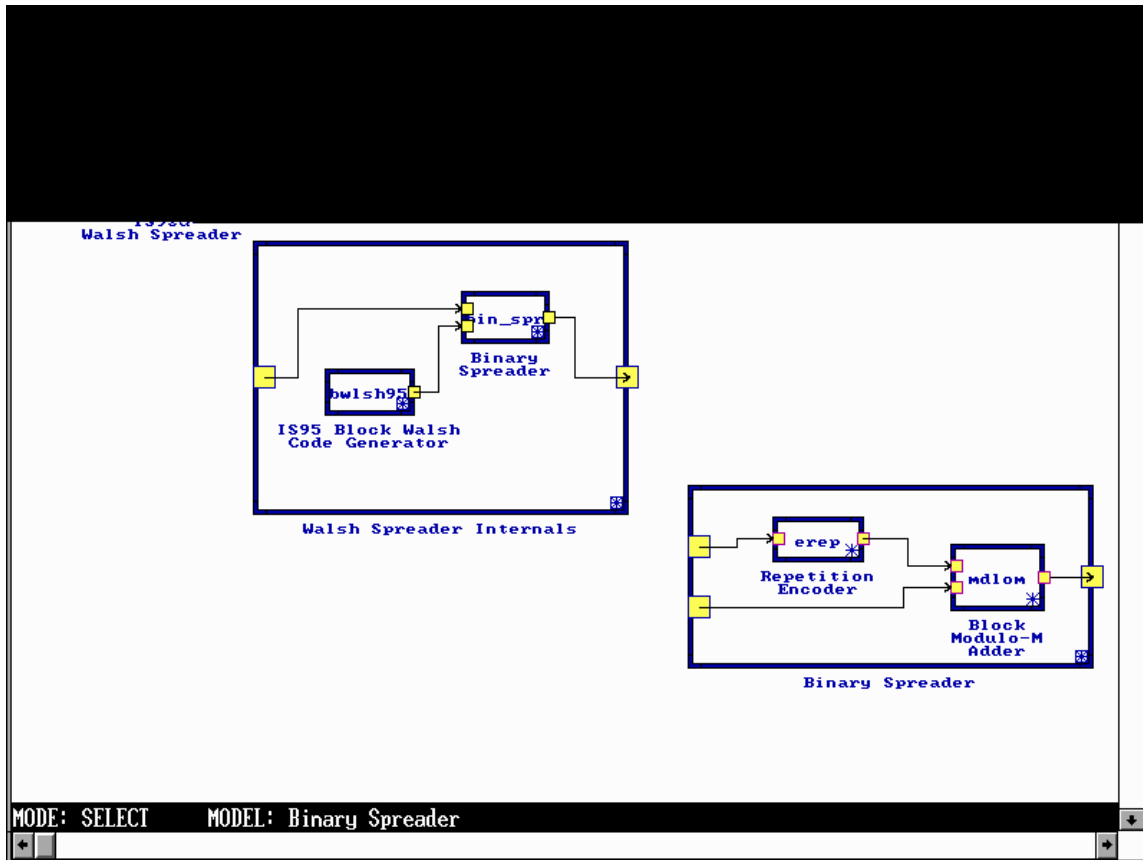 Walsh Spreader
bin_spr
Binary
Spreader
bwlsh95
IS95 Block Walsh
Code Generator
Walsh Spreader Internals
erep
Repetition
Encoder
mdlom
Block
Modulo-M
Adder
Binary Spreader
MODE: SELECT MODEL: Binary Spreader